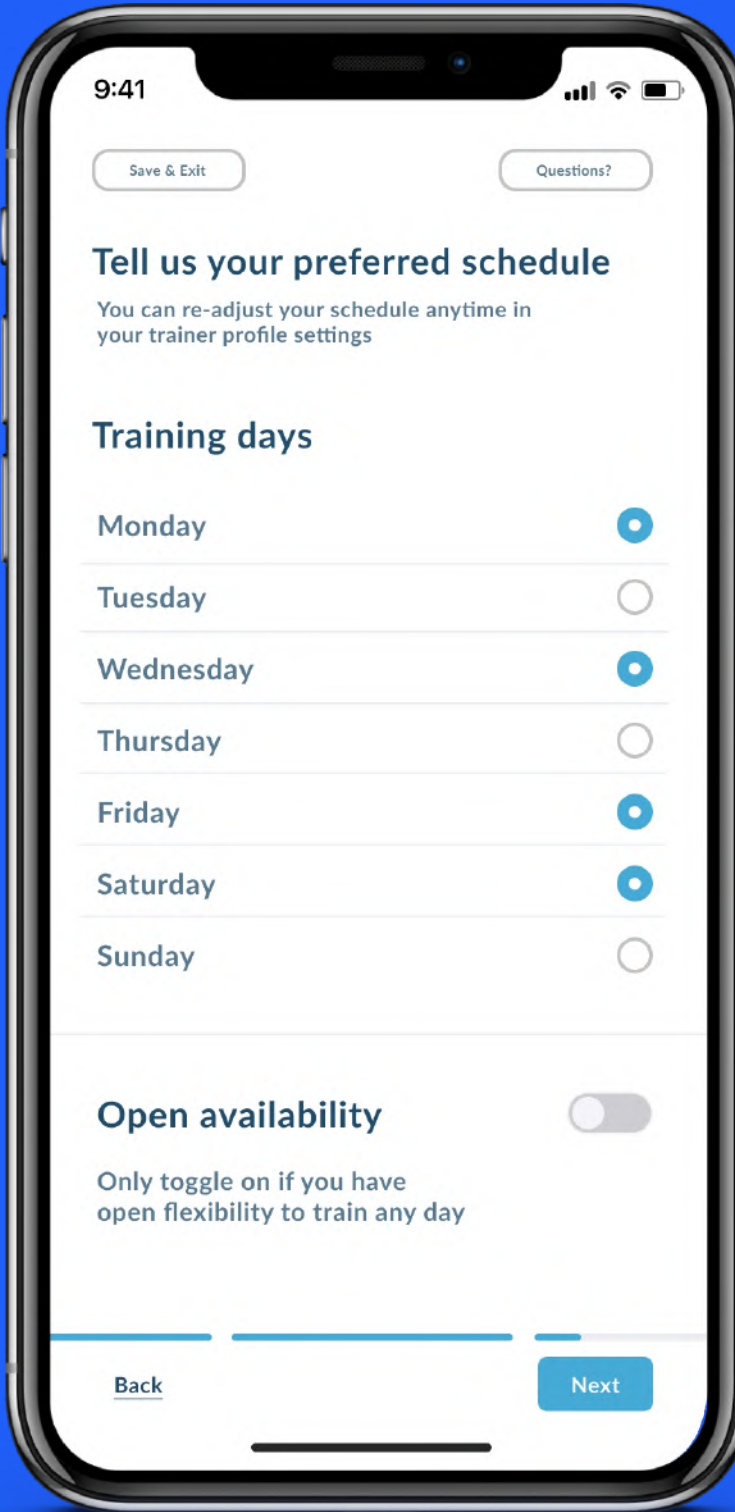 9:41
Save & Exit
Questions?
Tell us your preferred schedule
You can re-adjust your schedule anytime in
your trainer profile settings
Training days
Monday
Tuesday
Wednesday
Thursday
Friday
Saturday
Sunday
Open availability
Only toggle on if you have
open flexibility to train any day
Back
Next